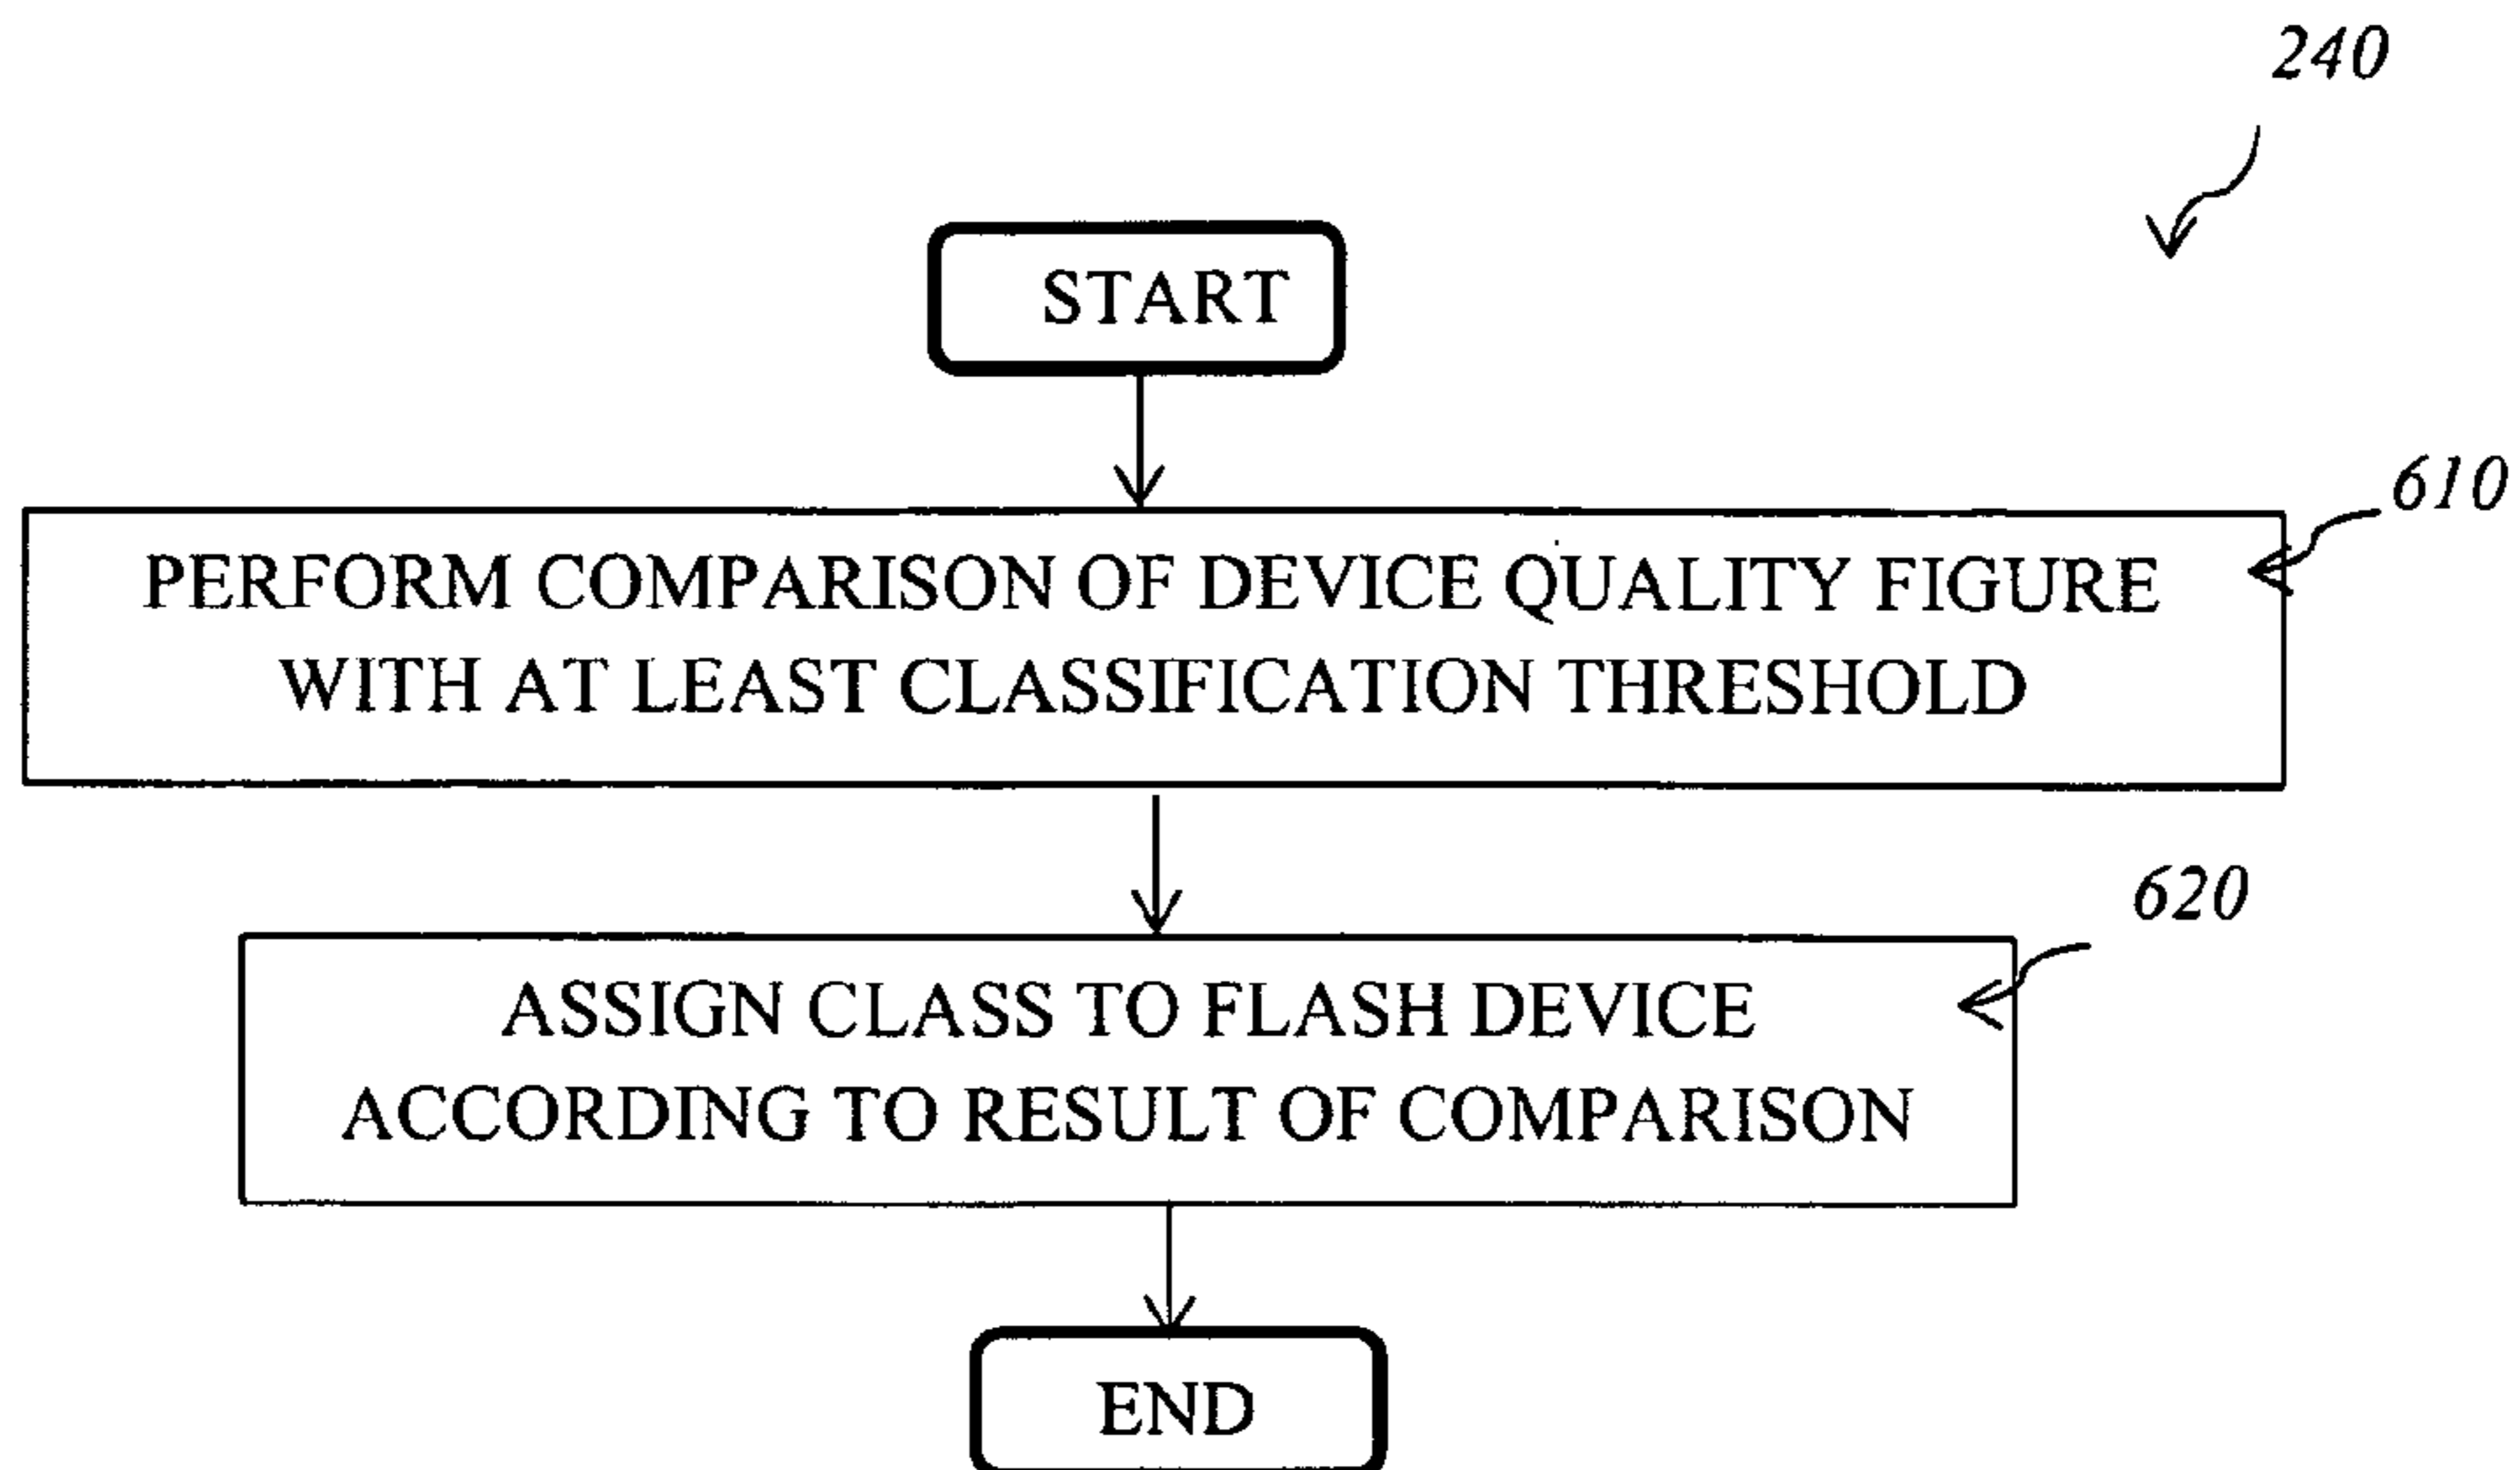 240
START
610
PERFORM COMPARISON OF DEVICE QUALITY FIGURE
WITH AT LEAST CLASSIFICATION THRESHOLD
620
ASSIGN CLASS TO FLASH DEVICE
ACCORDING TO RESULT OF COMPARISON
END